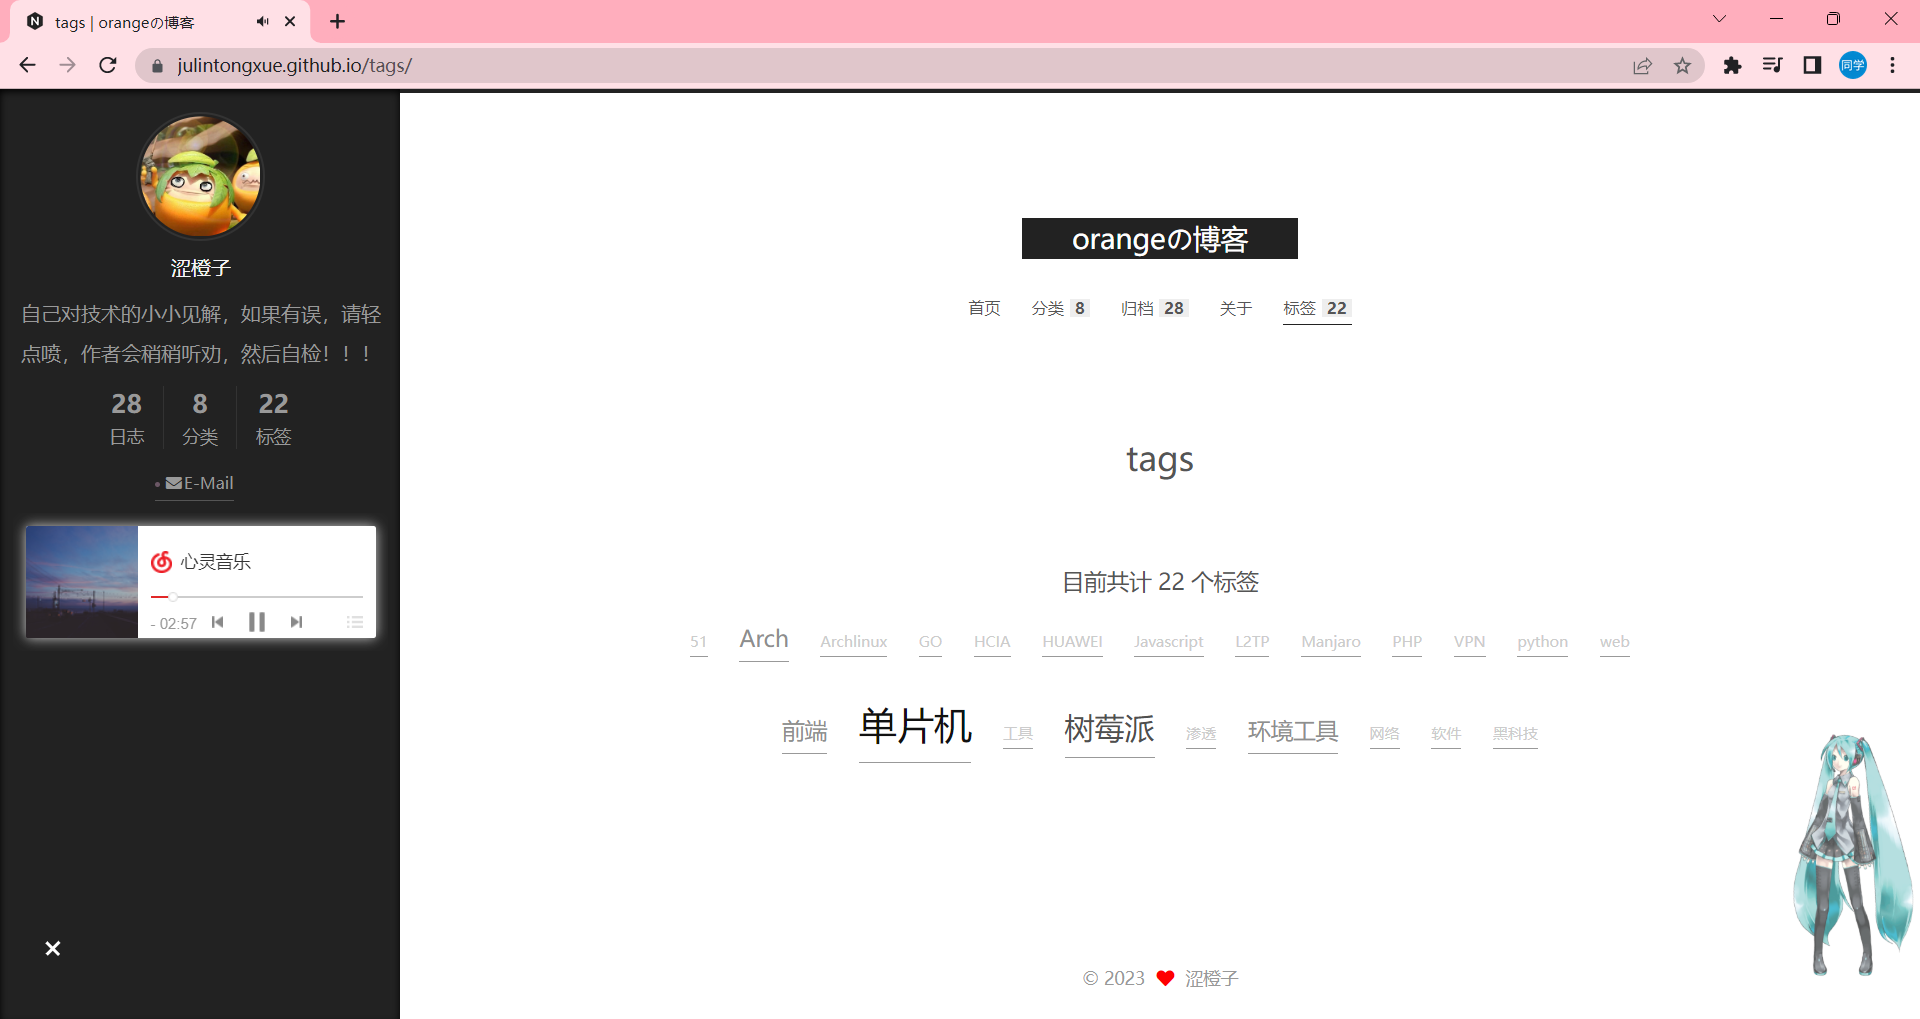 tags | orangeの博客
julintongxue.github.io/tags/
同学
涩橙子
自己对技术的小小见解，如果有误，请轻
点喷，作者会稍稍听劝，然后自检！！！
28 8 22
日志 分类 标签
E-Mail
心灵音乐
- 02:57
orangeの博客
首页 分类 8 归档 28 关于 标签 22
tags
目前共计 22 个标签
51 Arch Archlinux GO HCIA HUAWEI Javascript L2TP Manjaro PHP VPN python web
前端 单片机 工具 树莓派 渗透 环境工具 网络 软件 黑科技
© 2023 涩橙子